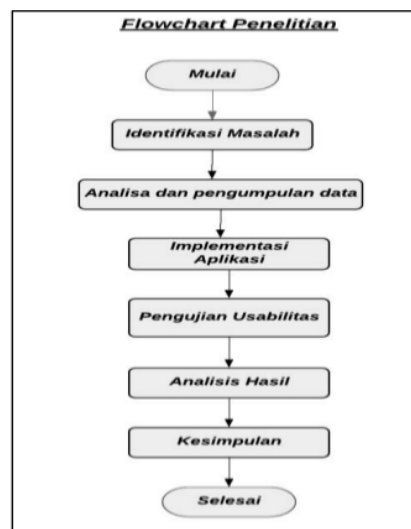 Flowchart Penelitian
Mulai
Identifikasi Masalah
Analisa dan pengumpulan data
Implementasi
Aplikasi
Pengujian Usabilitas
Analisis Hasil
Kesimpulan
Selesai